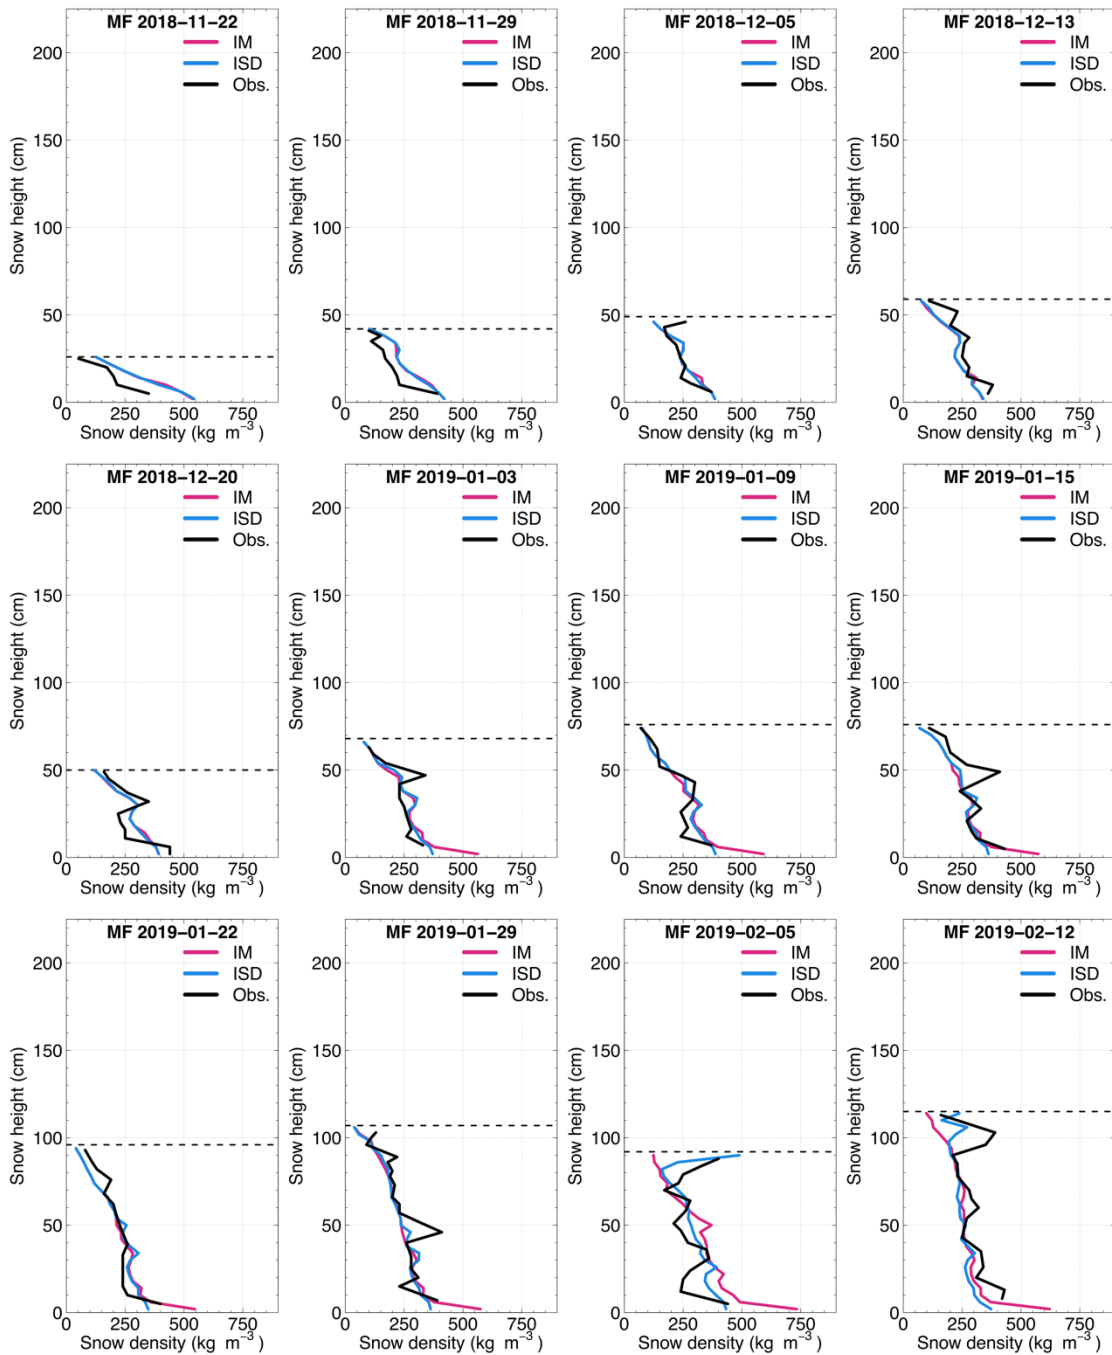 MF 2018−11−22
IM
ISD
Obs.
Snow height (cm)
200
150
100
50
0
0 250 500 750
Snow density (kg m⁻³)
MF 2018−11−29
IM
ISD
Obs.
Snow height (cm)
200
150
100
50
0
0 250 500 750
Snow density (kg m⁻³)
MF 2018−12−05
IM
ISD
Obs.
Snow height (cm)
200
150
100
50
0
0 250 500 750
Snow density (kg m⁻³)
MF 2018−12−13
IM
ISD
Obs.
Snow height (cm)
200
150
100
50
0
0 250 500 750
Snow density (kg m⁻³)
MF 2018−12−20
IM
ISD
Obs.
Snow height (cm)
200
150
100
50
0
0 250 500 750
Snow density (kg m⁻³)
MF 2019−01−03
IM
ISD
Obs.
Snow height (cm)
200
150
100
50
0
0 250 500 750
Snow density (kg m⁻³)
MF 2019−01−09
IM
ISD
Obs.
Snow height (cm)
200
150
100
50
0
0 250 500 750
Snow density (kg m⁻³)
MF 2019−01−15
IM
ISD
Obs.
Snow height (cm)
200
150
100
50
0
0 250 500 750
Snow density (kg m⁻³)
MF 2019−01−22
IM
ISD
Obs.
Snow height (cm)
200
150
100
50
0
0 250 500 750
Snow density (kg m⁻³)
MF 2019−01−29
IM
ISD
Obs.
Snow height (cm)
200
150
100
50
0
0 250 500 750
Snow density (kg m⁻³)
MF 2019−02−05
IM
ISD
Obs.
Snow height (cm)
200
150
100
50
0
0 250 500 750
Snow density (kg m⁻³)
MF 2019−02−12
IM
ISD
Obs.
Snow height (cm)
200
150
100
50
0
0 250 500 750
Snow density (kg m⁻³)